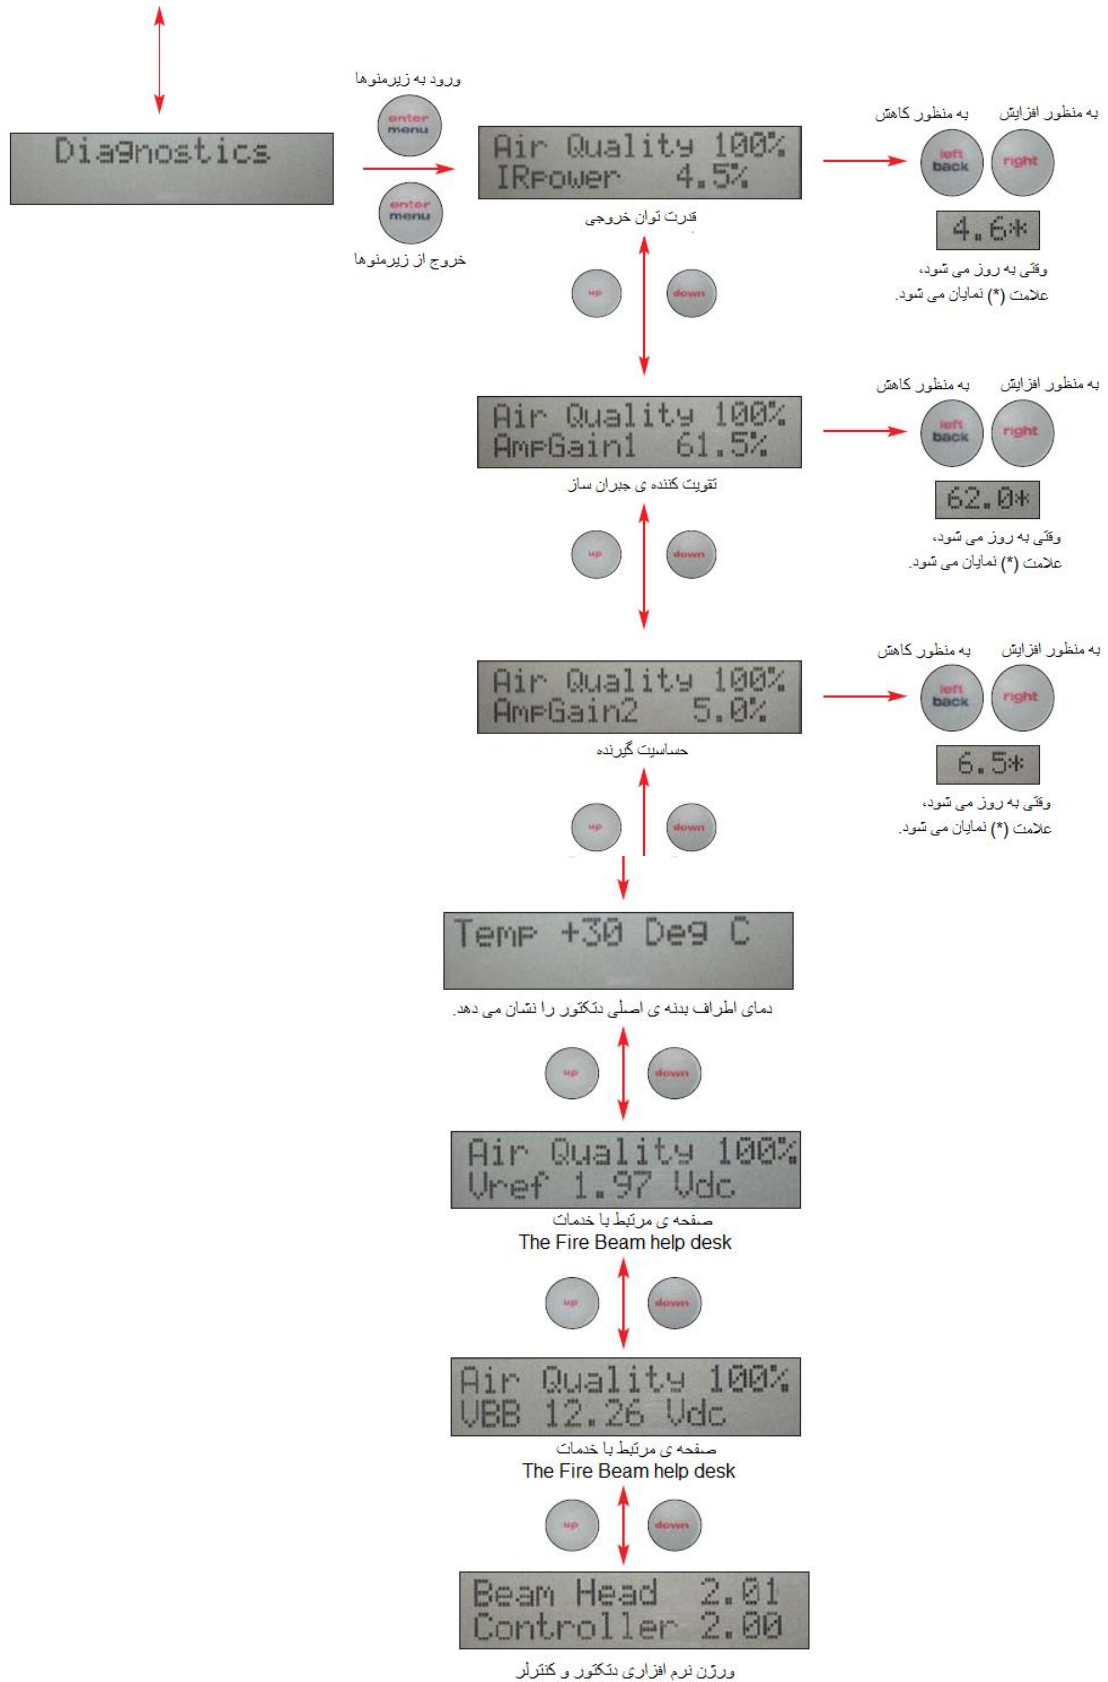 ورود به زیرمنوها
enter
menu
Diagnostics
enter
menu
خروج از زیرمنوها
Air Quality 100%
IRpower 4.5%
قدرت توان خروجی
به منظور افزایش
به منظور کاهش
left
back
right
4.6*
وقتی به روز می شود،
علامت (*) نمایان می شود.
up
down
Air Quality 100%
AmpGain1 61.5%
تقویت کننده ی جبران ساز
به منظور افزایش
به منظور کاهش
left
back
right
62.0*
وقتی به روز می شود،
علامت (*) نمایان می شود.
up
down
Air Quality 100%
AmpGain2 5.0%
حساسیت گیرنده
به منظور افزایش
به منظور کاهش
left
back
right
6.5*
وقتی به روز می شود،
علامت (*) نمایان می شود.
up
down
Temp +30 Deg C
دمای اطراف بدنه ی اصلی دتکتور را نشان می دهد.
up
down
Air Quality 100%
Vref 1.97 Vdc
صفحه ی مرتبط با خدمات
The Fire Beam help desk
up
down
Air Quality 100%
VBB 12.26 Vdc
صفحه ی مرتبط با خدمات
The Fire Beam help desk
up
down
Beam Head 2.01
Controller 2.00
ورژن نرم افزاری دتکتور و کنترلر